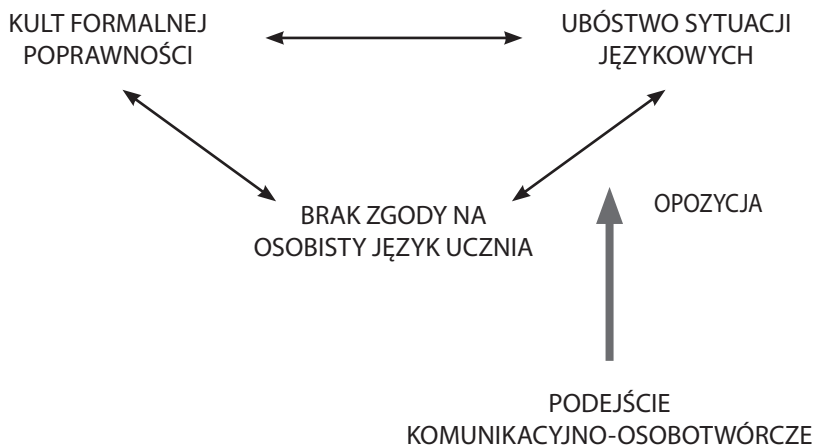 KULT FORMALNEJ
POPRAWNOŚCI
UBÓSTWO SYTUACJI
JĘZYKOWYCH
BRAK ZGODY NA
OSOBISTY JĘZYK UCZNIA
OPOZYCJA
PODEJŚCIE
KOMUNIKACYJNO-OSOBOTWÓRCZE